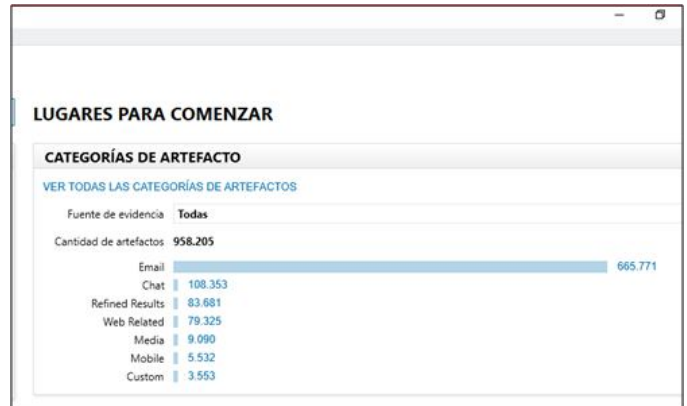 LUGARES PARA COMENZAR
CATEGORÍAS DE ARTEFACTO
VER TODAS LAS CATEGORÍAS DE ARTEFACTOS
Fuente de evidencia Todas
Cantidad de artefactos 958.205
Email 665.771
Chat 108.353
Refined Results 83.681
Web Related 79.325
Media 9.090
Mobile 5.532
Custom 3.553